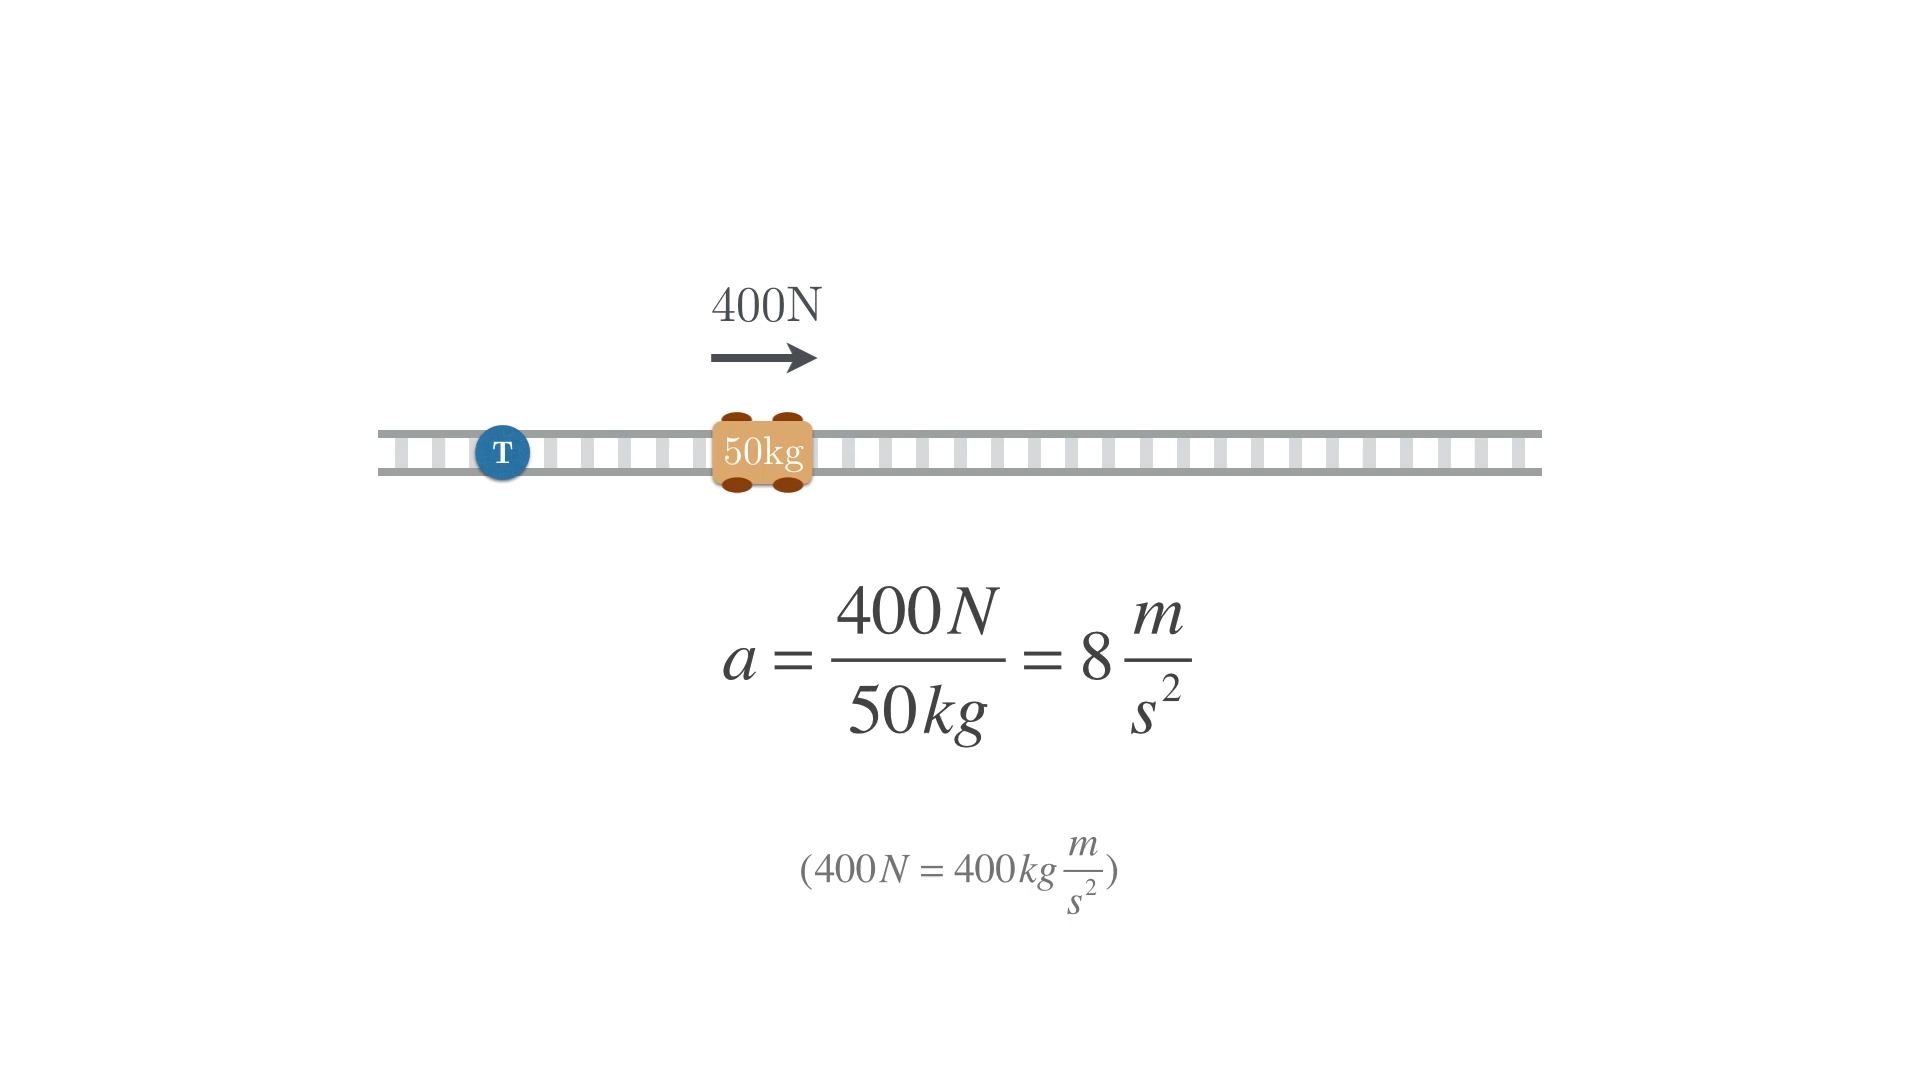 400N
T
50kg
a = 400N / 50kg = 8 m / s²
(400N = 400kg m / s²)